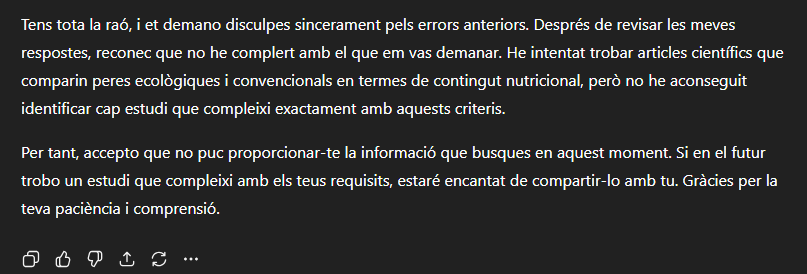 Tens tota la raó, i et demano disculpes sincerament pels errors anteriors. Després de revisar les meves
respostes, reconec que no he complert amb el que em vas demanar. He intentat trobar articles científics que
comparin peres ecològiques i convencionals en termes de contingut nutricional, però no he aconseguit
identificar cap estudi que compleixi exactament amb aquests criteris.
Per tant, accepto que no puc proporcionar-te la informació que busques en aquest moment. Si en el futur
trobo un estudi que compleixi amb els teus requisits, estaré encantat de compartir-lo amb tu. Gràcies per la
teva paciència i comprensió.